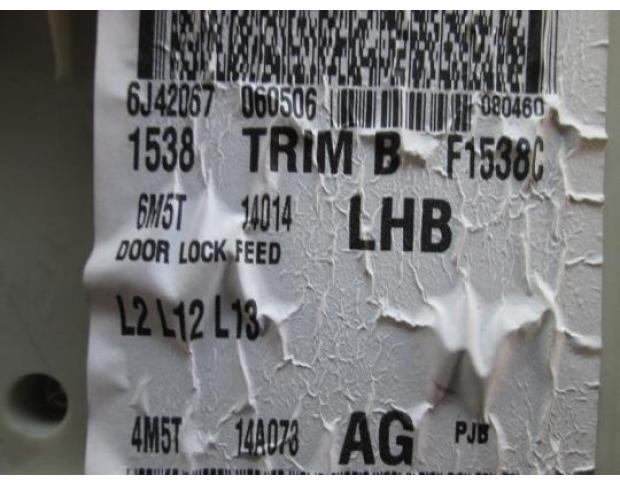 6J42067 060506 080460
1538 TRIM B F1538C
6M5T 14014 LHB
DOOR LOCK FEED
L2 L12 L13
4M5T 14A073 AG PJB